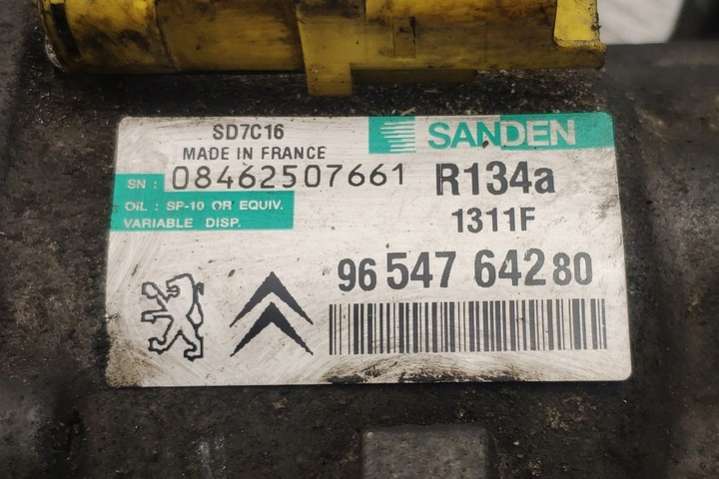 SD7C16
MADE IN FRANCE
SANDEN
SN : 08462507661
R134a
OIL : SP-10 OR EQUIV.
VARIABLE DISP.
1311F
96 547 642 80